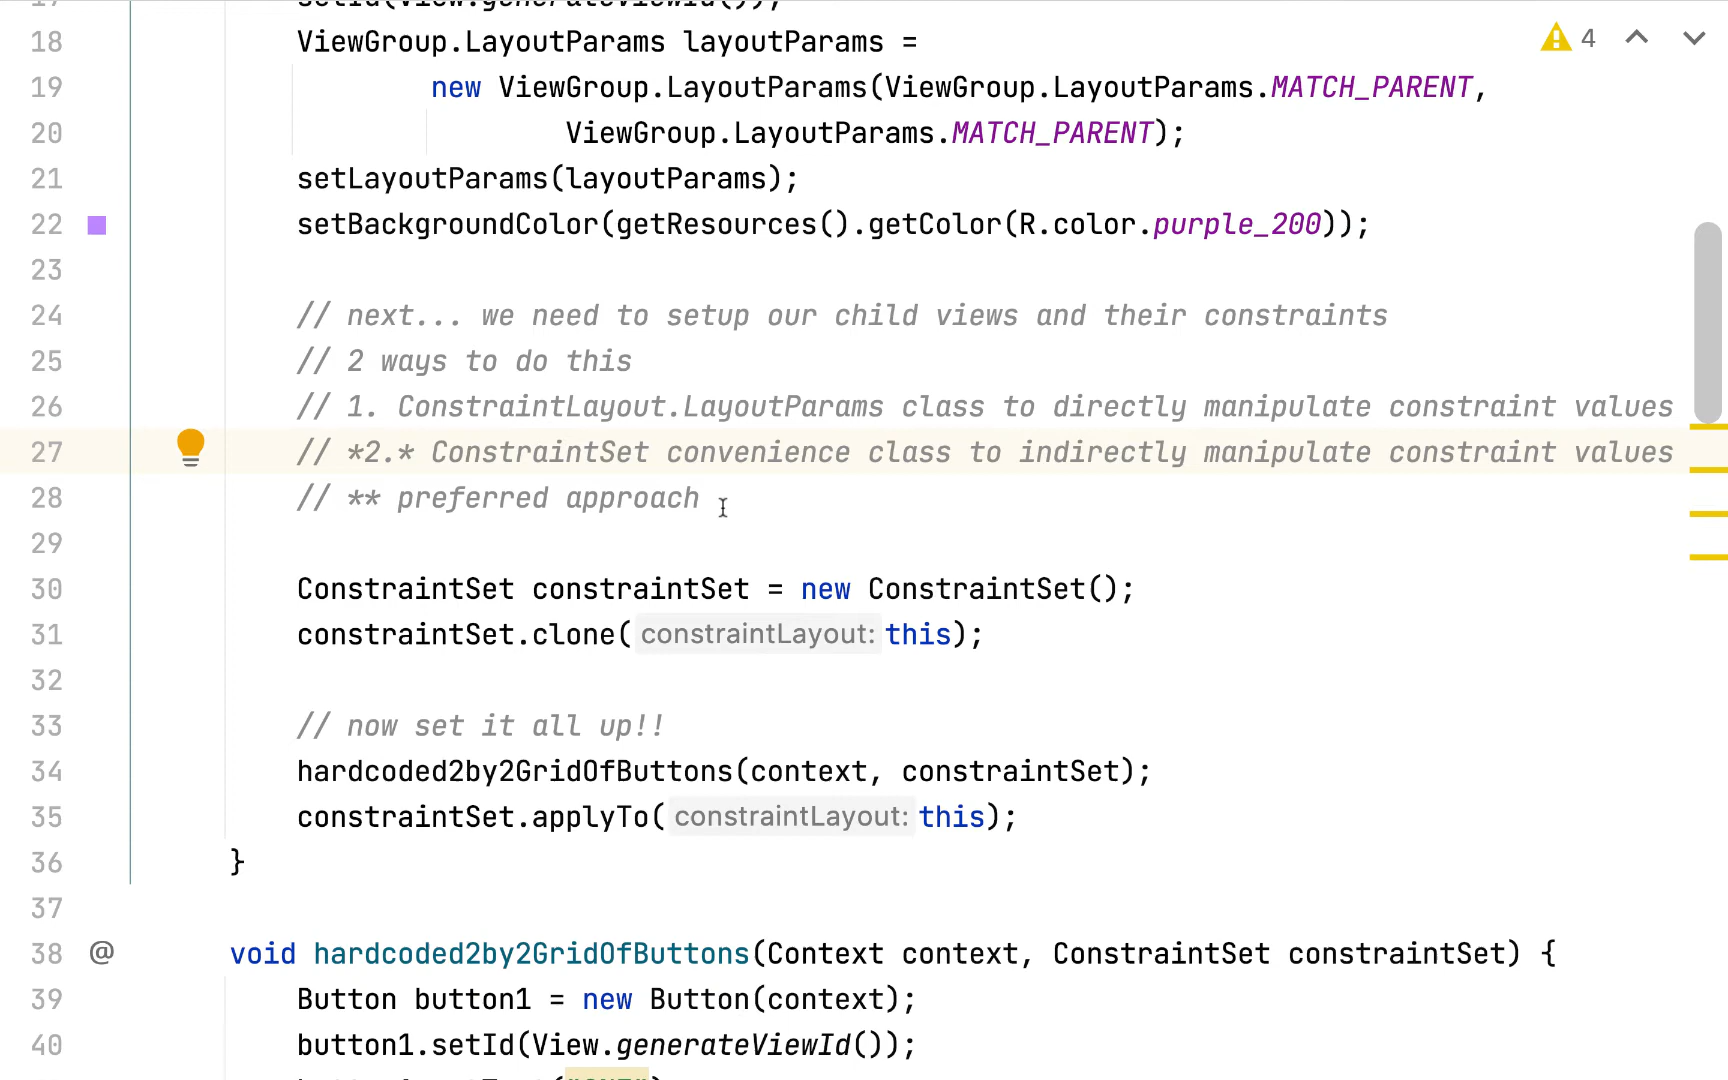 17 setId(View.generateViewId());
18 ViewGroup.LayoutParams layoutParams = 4
19 new ViewGroup.LayoutParams(ViewGroup.LayoutParams.MATCH_PARENT,
20 ViewGroup.LayoutParams.MATCH_PARENT);
21 setLayoutParams(layoutParams);
22 setBackgroundColor(getResources().getColor(R.color.purple_200));
23
24 // next... we need to setup our child views and their constraints
25 // 2 ways to do this
26 // 1. ConstraintLayout.LayoutParams class to directly manipulate constraint values
27 // *2.* ConstraintSet convenience class to indirectly manipulate constraint values
28 // ** preferred approach
29
30 ConstraintSet constraintSet = new ConstraintSet();
31 constraintSet.clone( constraintLayout: this);
32
33 // now set it all up!!
34 hardcoded2by2GridOfButtons(context, constraintSet);
35 constraintSet.applyTo( constraintLayout: this);
36 }
37
38 @ void hardcoded2by2GridOfButtons(Context context, ConstraintSet constraintSet) {
39 Button button1 = new Button(context);
40 button1.setId(View.generateViewId());